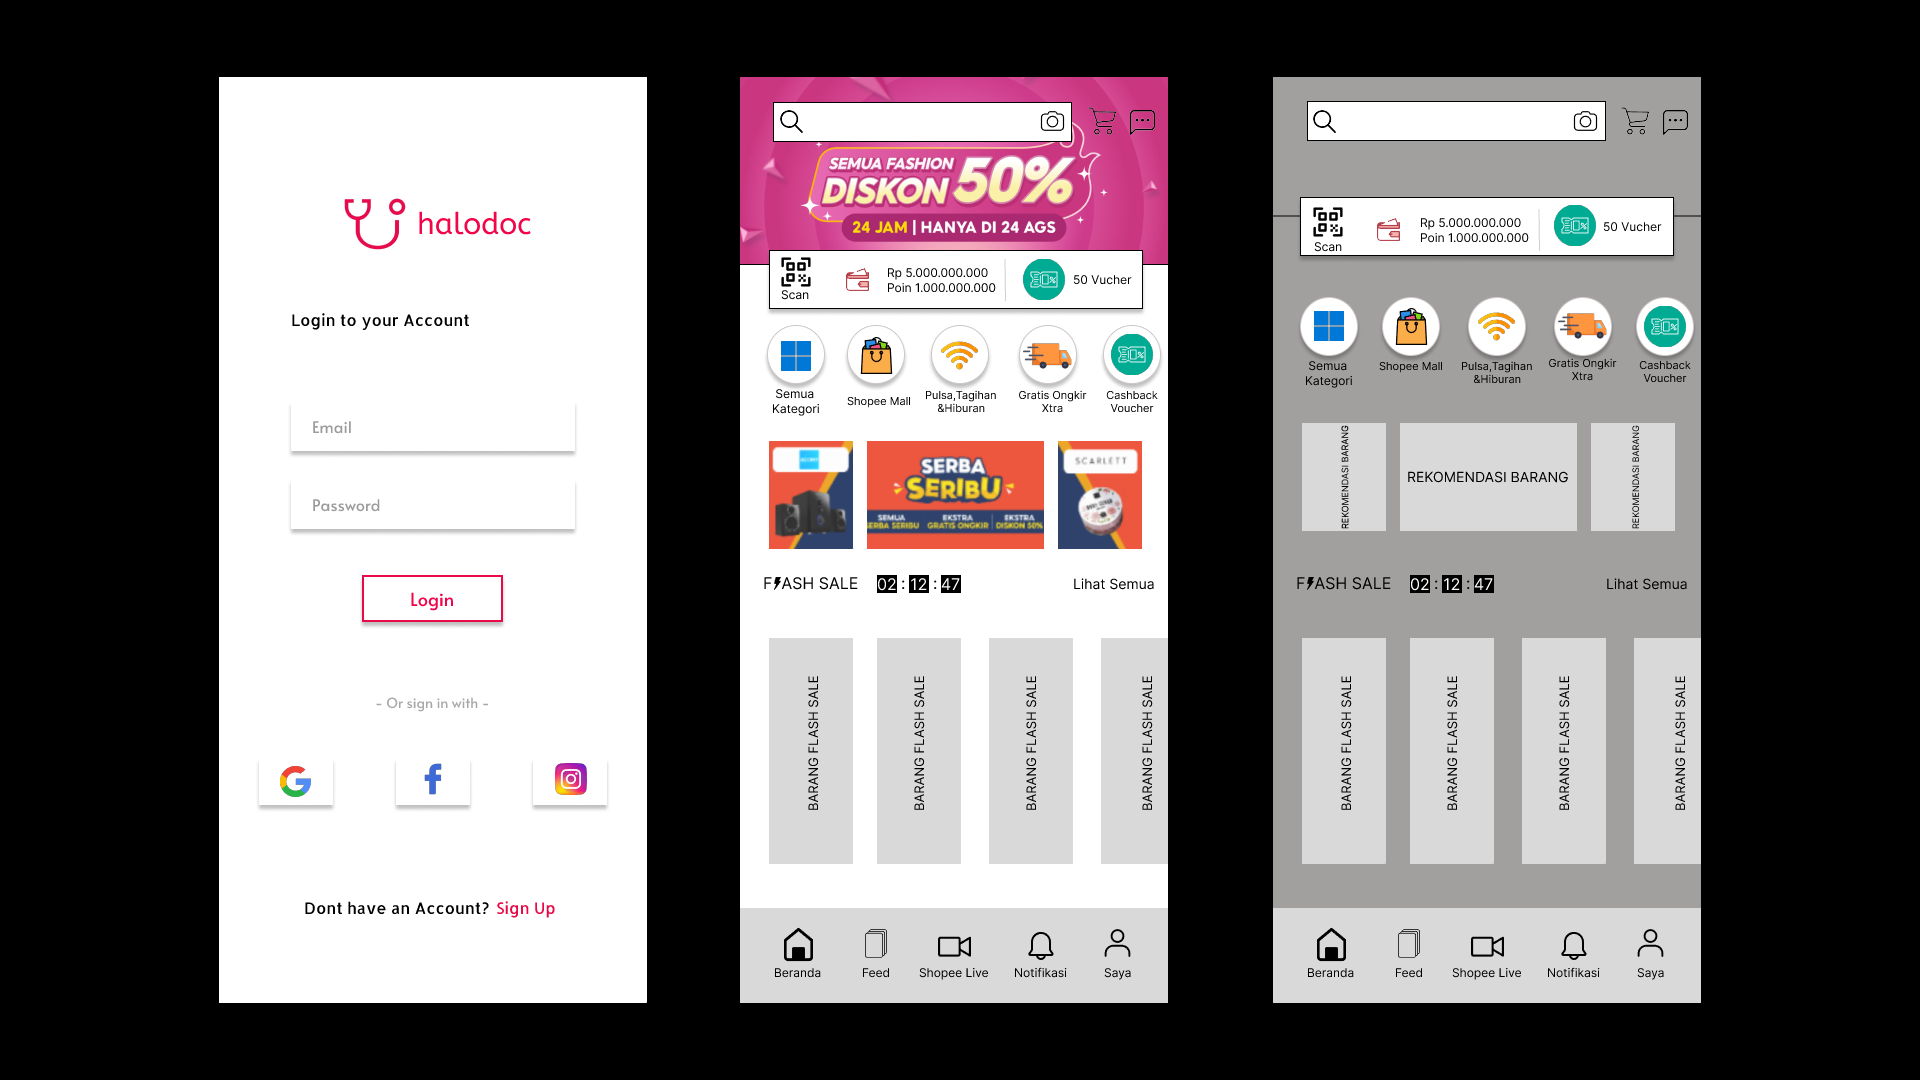 halodoc
Login to your Account
Email
Password
Login
- Or sign in with -
Dont have an Account? Sign Up
SEMUA FASHION
DISKON 50%
24 JAM | HANYA DI 24 AGS
Scan
Rp 5.000.000.000
Poin 1.000.000.000
50 Vucher
Semua
Kategori
Shopee Mall
Pulsa,Tagihan
&Hiburan
Gratis Ongkir
Xtra
Cashback
Voucher
SERBA
SERIBU
SEMUA
SERBA SERIBU
EKSTRA
GRATIS ONGKIR
EKSTRA
DISKON 50%
SCARLETT
F⚡ASH SALE 02 : 12 : 47 Lihat Semua
BARANG FLASH SALE
BARANG FLASH SALE
BARANG FLASH SALE
BARANG FLASH SALE
Beranda
Feed
Shopee Live
Notifikasi
Saya
Scan
Rp 5.000.000.000
Poin 1.000.000.000
50 Vucher
Semua
Kategori
Shopee Mall
Pulsa,Tagihan
&Hiburan
Gratis Ongkir
Xtra
Cashback
Voucher
REKOMENDASI BARANG
REKOMENDASI BARANG
REKOMENDASI BARANG
F⚡ASH SALE 02 : 12 : 47 Lihat Semua
BARANG FLASH SALE
BARANG FLASH SALE
BARANG FLASH SALE
BARANG FLASH SALE
Beranda
Feed
Shopee Live
Notifikasi
Saya